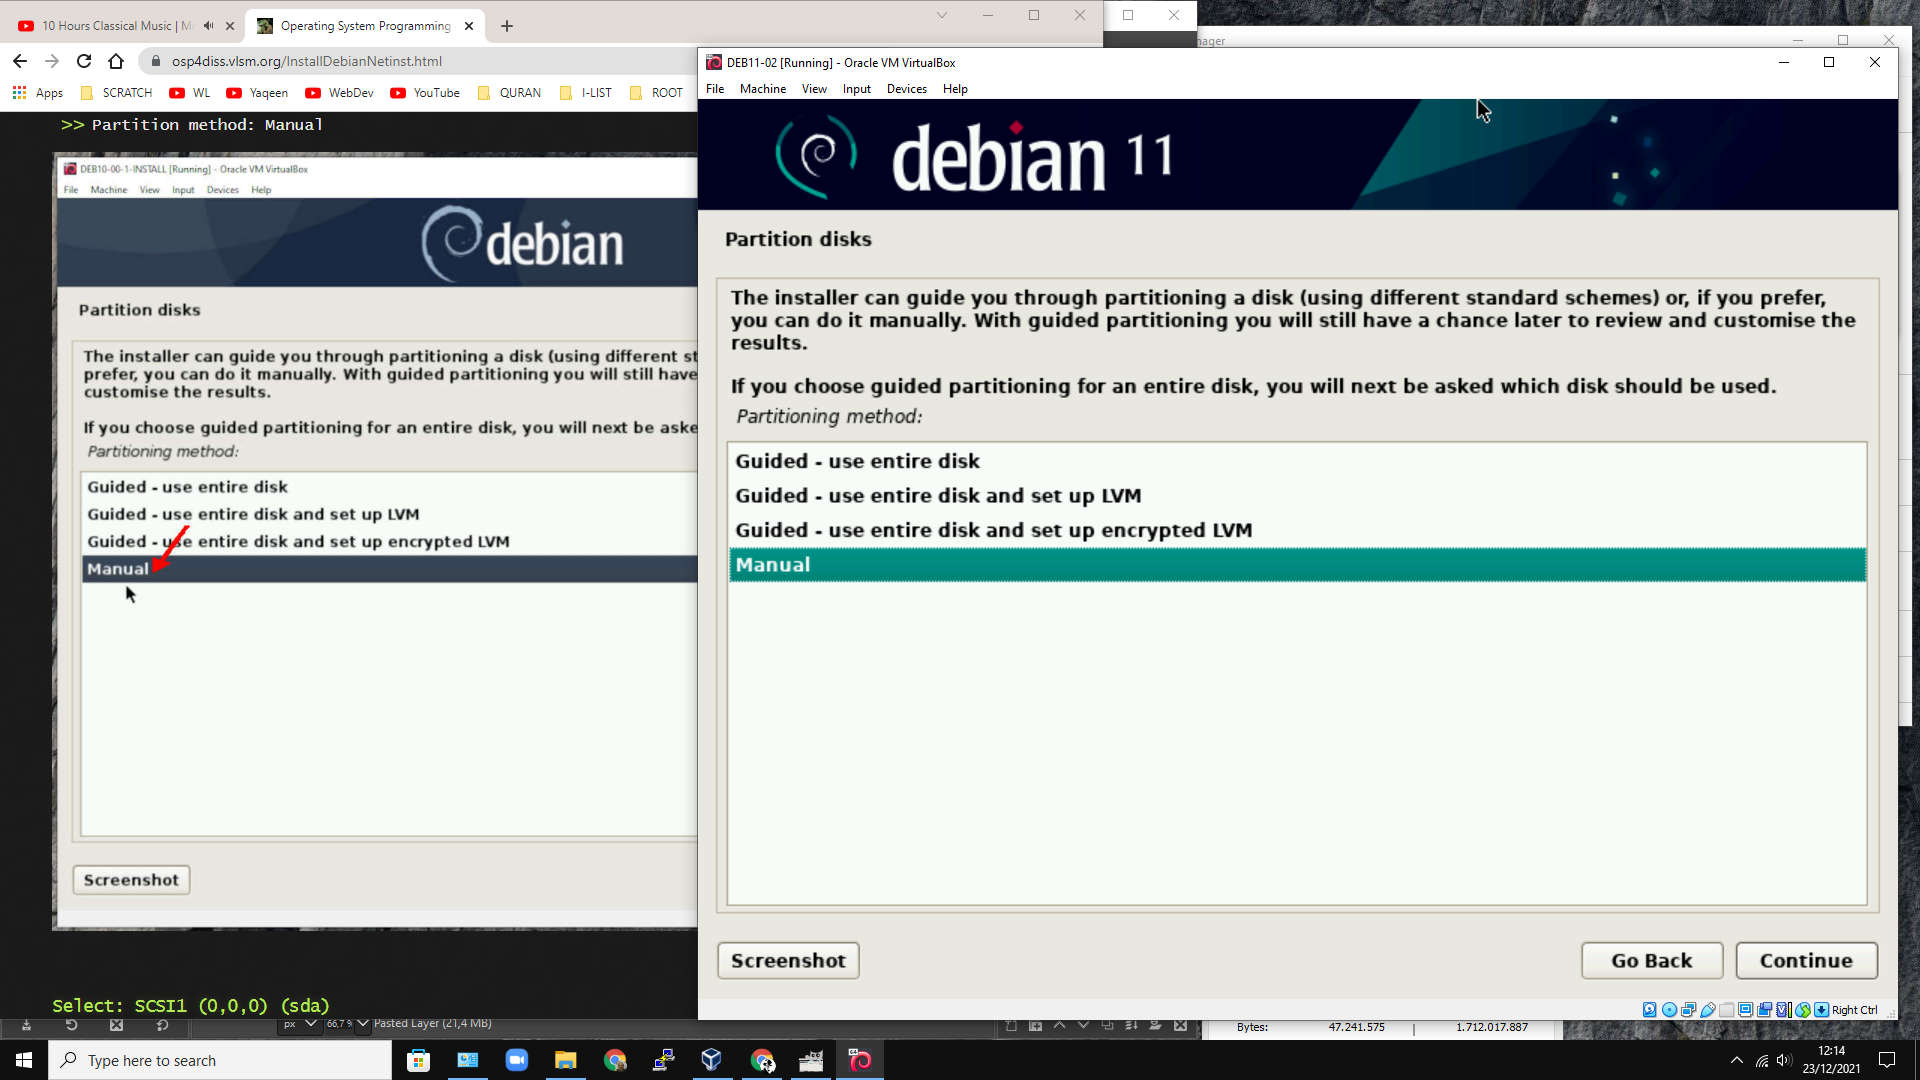 10 Hours Classical Music | M
Operating System Programming
osp4diss.vlsm.org/InstallDebianNetinst.html
Apps
SCRATCH
WL
Yaqeen
WebDev
YouTube
QURAN
I-LIST
ROOT
>> Partition method: Manual
DEB10-00-1-INSTALL [Running] - Oracle VM VirtualBox
File Machine View Input Devices Help
debian
Partition disks
The installer can guide you through partitioning a disk (using different st
prefer, you can do it manually. With guided partitioning you will still have
customise the results.
If you choose guided partitioning for an entire disk, you will next be aske
Partitioning method:
Guided - use entire disk
Guided - use entire disk and set up LVM
Guided - use entire disk and set up encrypted LVM
Manual
Screenshot
Select: SCSI1 (0,0,0) (sda)
px
66,7 %
Pasted Layer (21,4 MB)
nager
DEB11-02 [Running] - Oracle VM VirtualBox
File Machine View Input Devices Help
debian 11
Partition disks
The installer can guide you through partitioning a disk (using different standard schemes) or, if you prefer,
you can do it manually. With guided partitioning you will still have a chance later to review and customise the
results.
If you choose guided partitioning for an entire disk, you will next be asked which disk should be used.
Partitioning method:
Guided - use entire disk
Guided - use entire disk and set up LVM
Guided - use entire disk and set up encrypted LVM
Manual
Screenshot
Go Back
Continue
Right Ctrl
Bytes: 47.241.575 | 1.712.017.887
Type here to search
12:14
23/12/2021